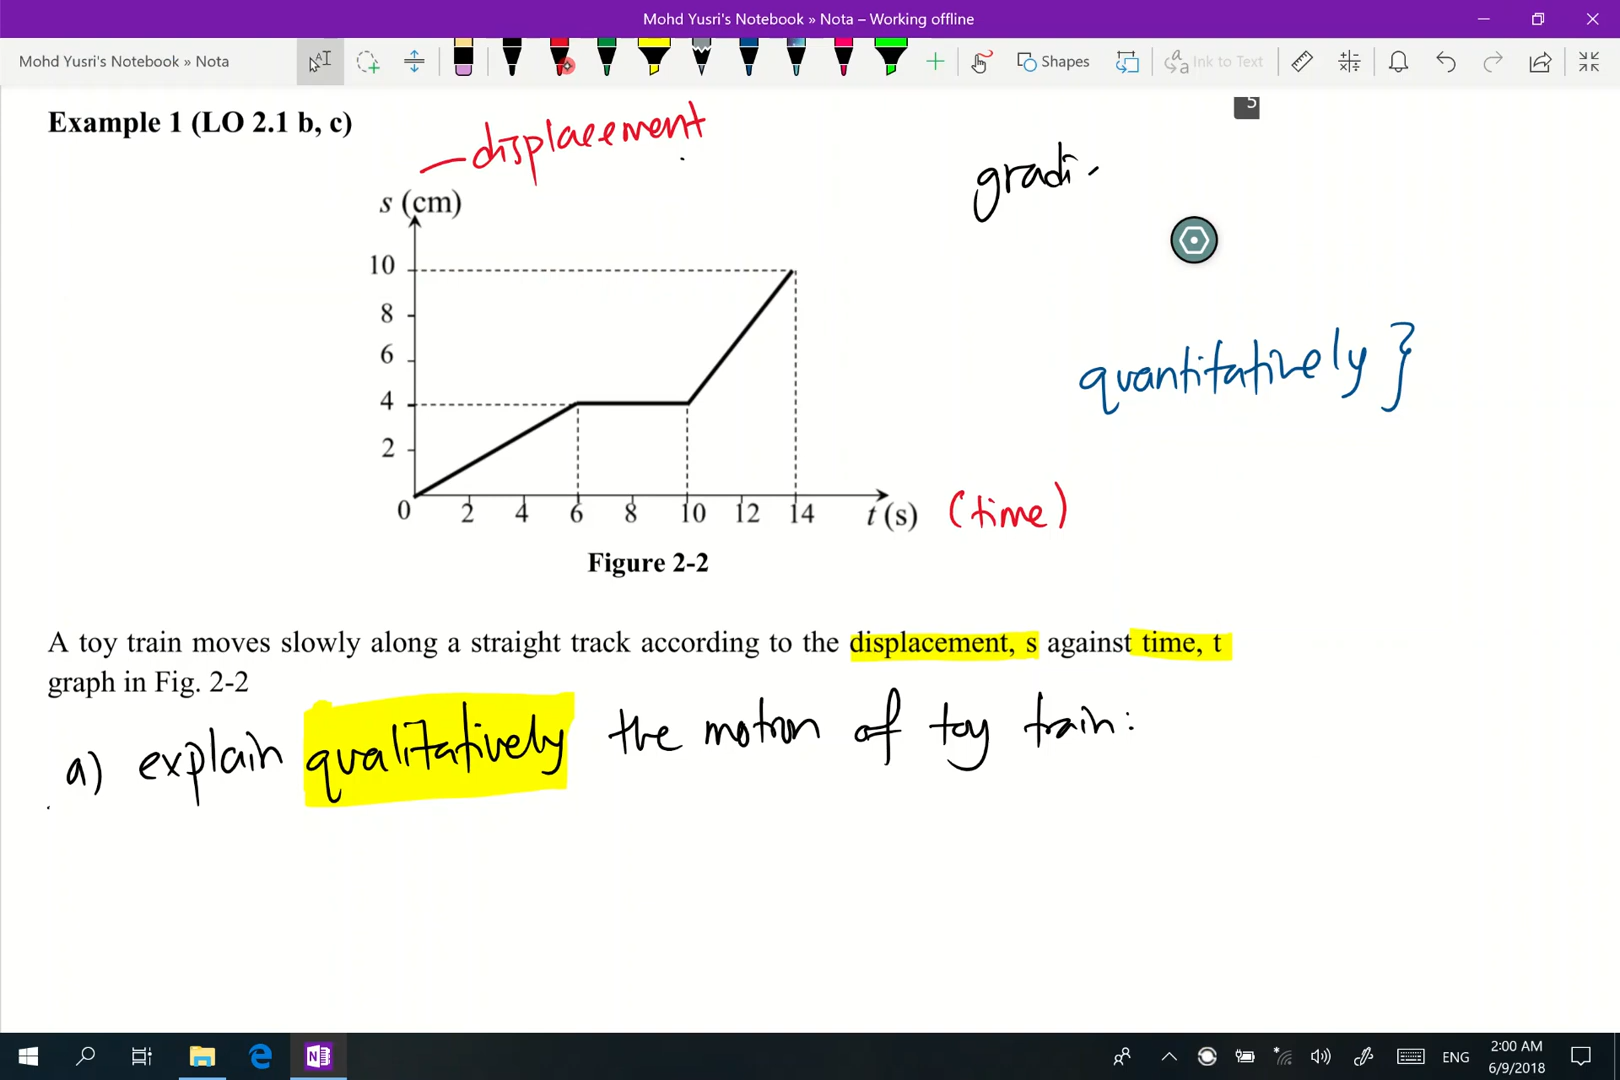 Mohd Yusri's Notebook » Nota – Working offline
Mohd Yusri's Notebook » Nota
Shapes
Ink to Text
5
Example 1 (LO 2.1 b, c)
displacement
gradi
s (cm)
10
8
6
4
2
0
2 4 6 8 10 12 14
t (s)
(time)
quantitatively }
Figure 2-2
A toy train moves slowly along a straight track according to the displacement, s against time, t
graph in Fig. 2-2
a) explain qualitatively the motion of toy train:
ENG
2:00 AM
6/9/2018